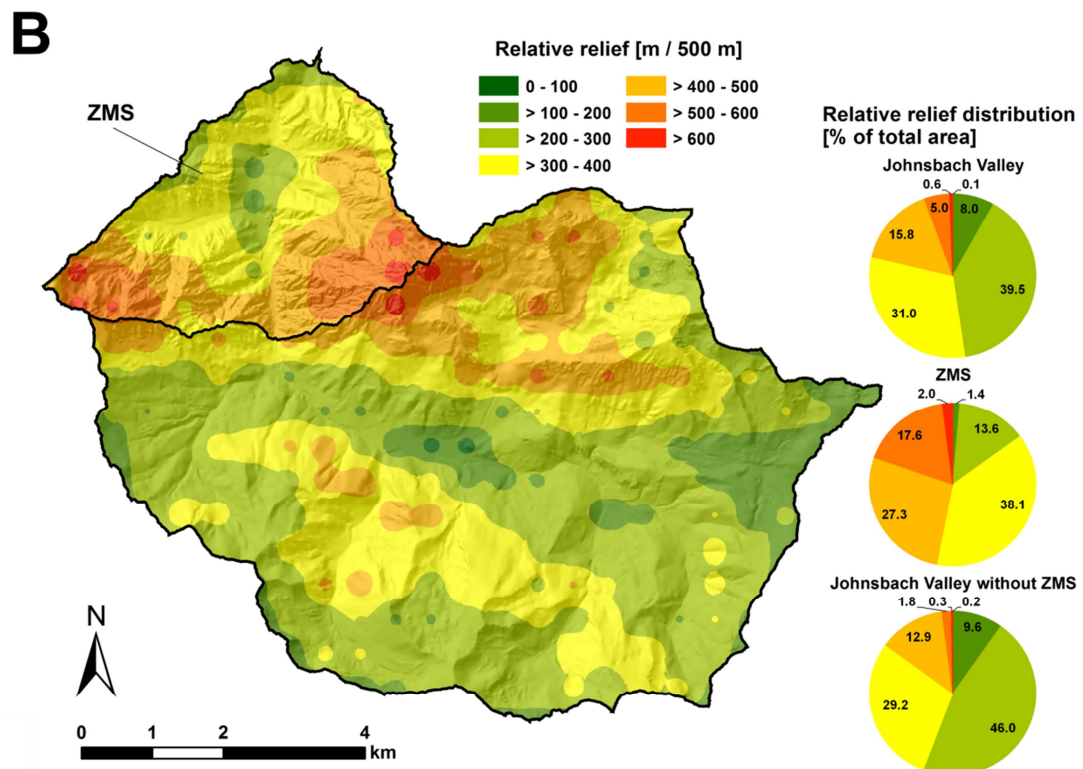 B
ZMS
Relative relief [m / 500 m]
0 - 100
> 100 - 200
> 200 - 300
> 300 - 400
> 400 - 500
> 500 - 600
> 600
Relative relief distribution
[% of total area]
Johnsbach Valley
0.6
0.1
5.0
8.0
15.8
39.5
31.0
ZMS
2.0
1.4
17.6
13.6
27.3
38.1
Johnsbach Valley without ZMS
1.8
0.3
0.2
12.9
9.6
29.2
46.0
N
0
1
2
4
km